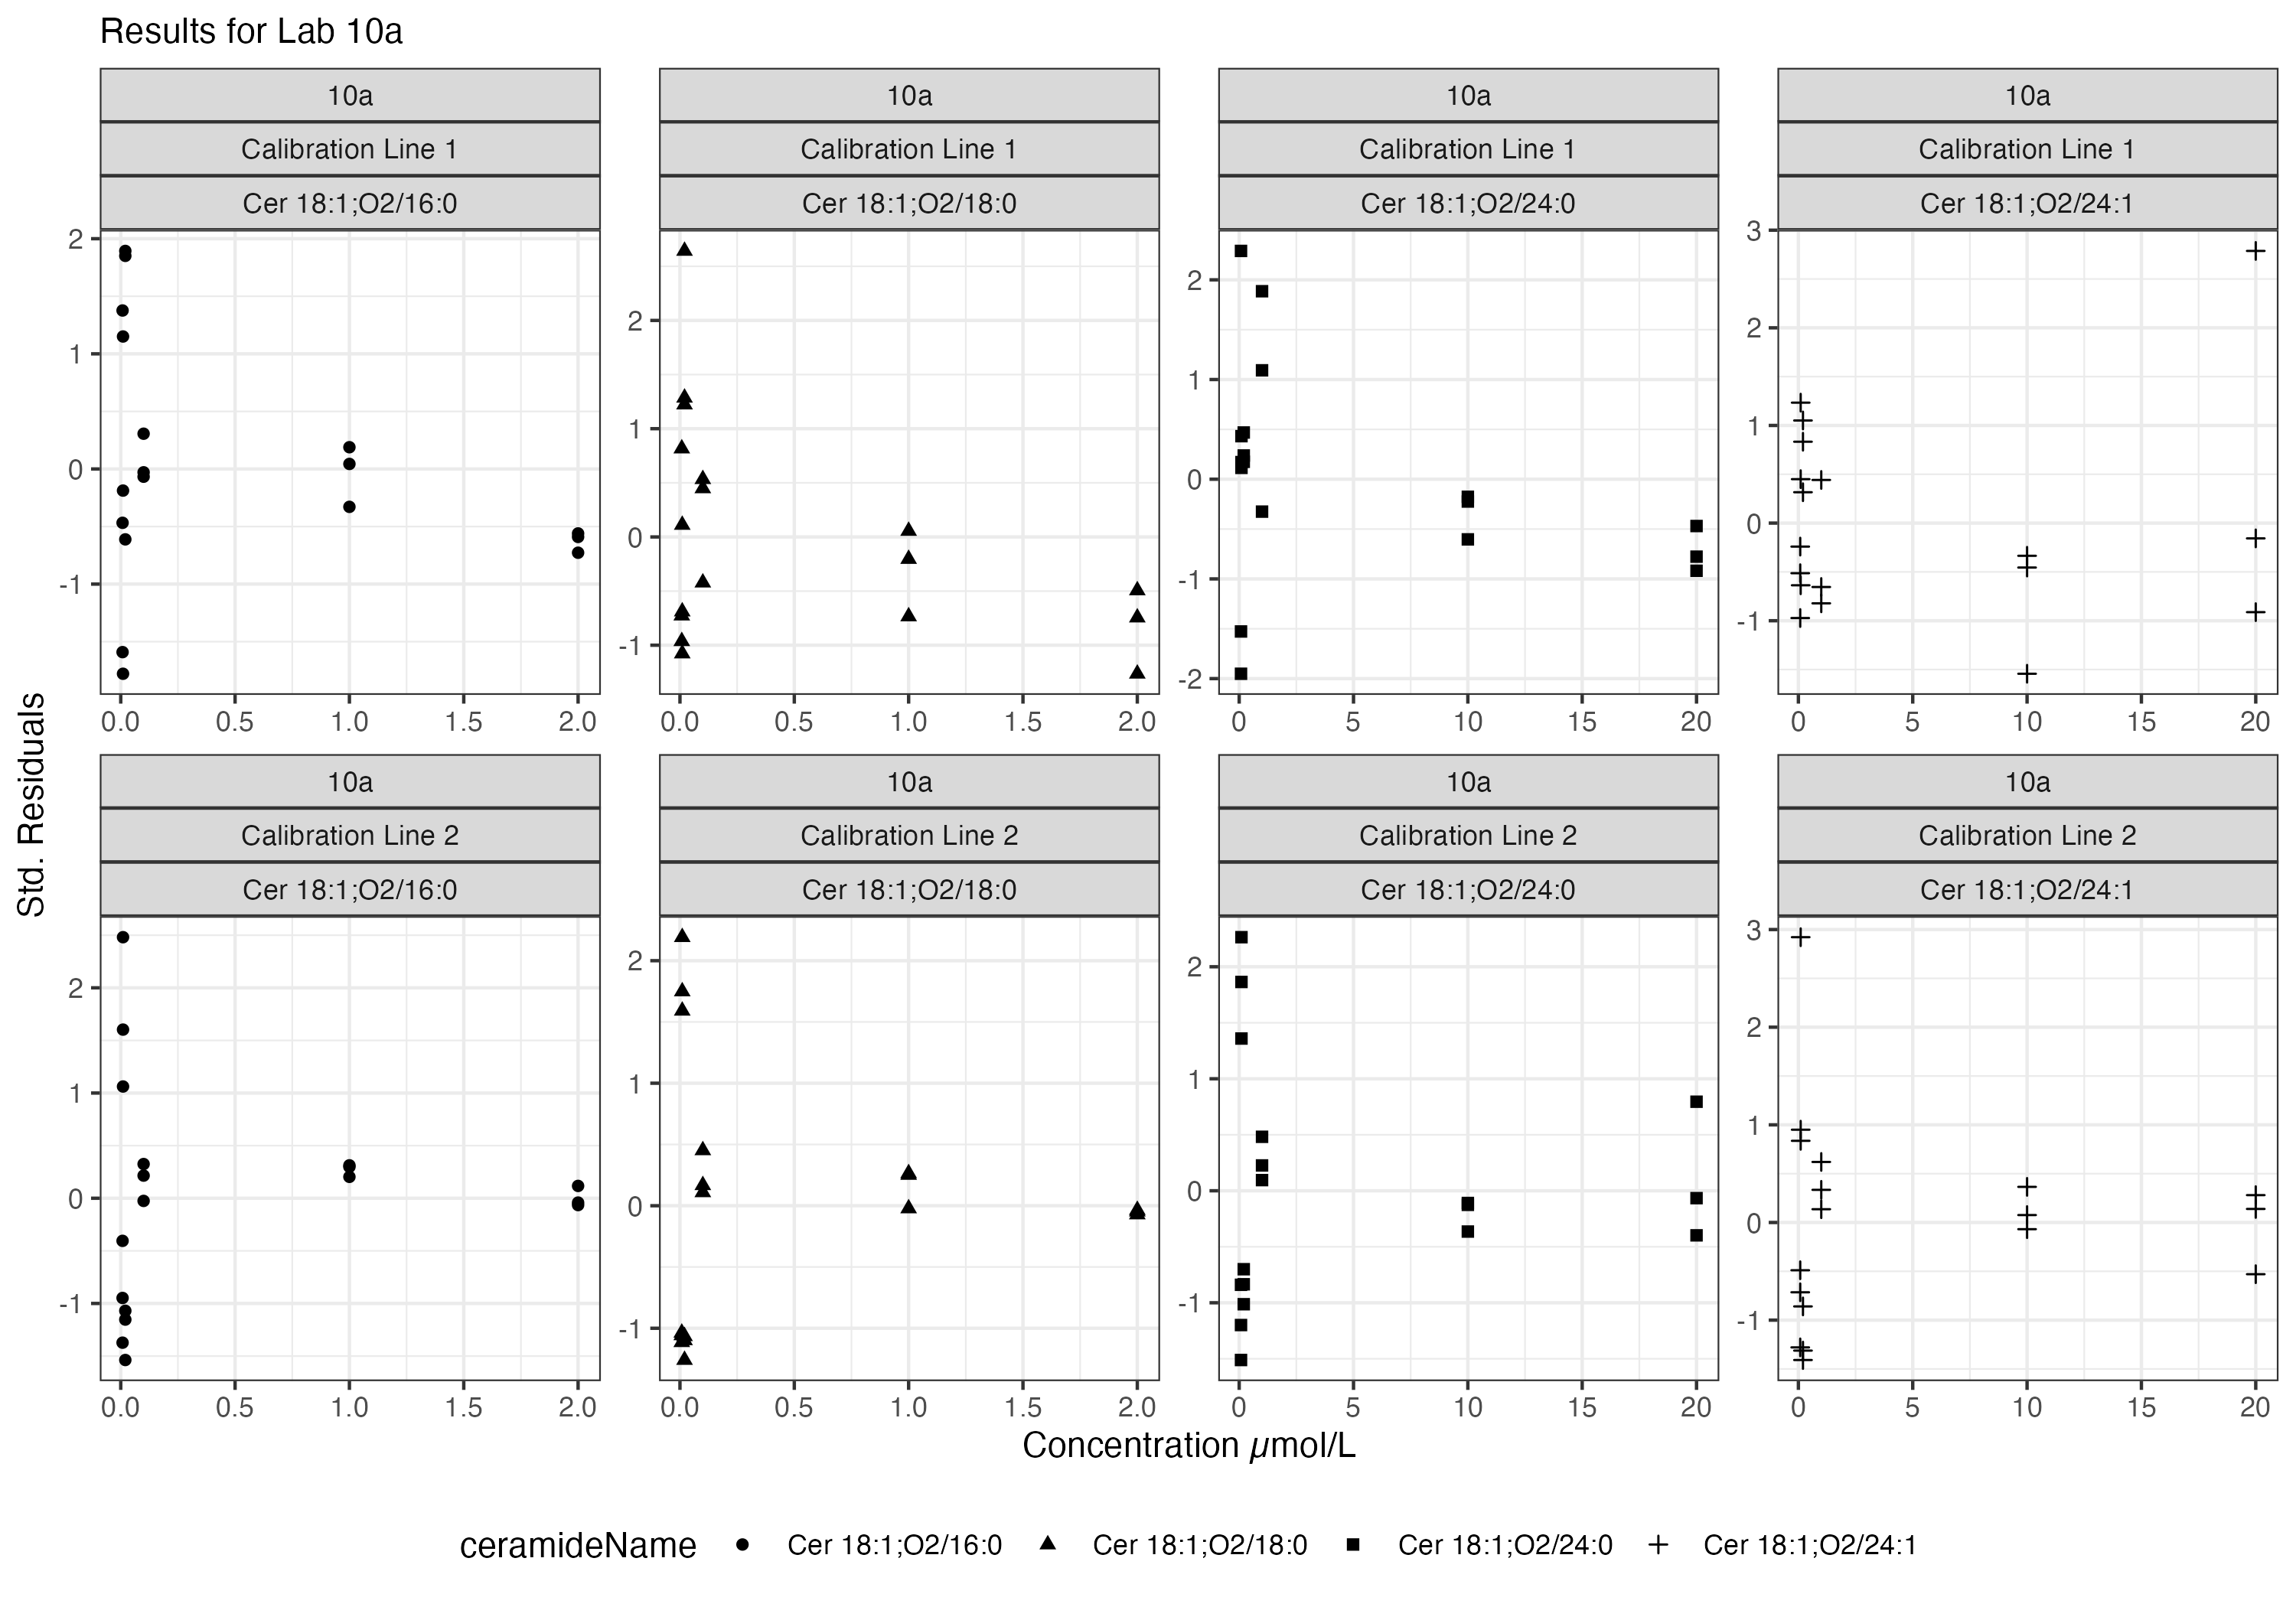 Results for Lab 10a
10a 10a 10a 10a
Calibration Line 1 Calibration Line 1 Calibration Line 1 Calibration Line 1
Cer 18:1;O2/16:0 Cer 18:1;O2/18:0 Cer 18:1;O2/24:0 Cer 18:1;O2/24:1
2
1
0
-1
2
1
0
-1
2
1
0
-1
-2
3
2
1
0
-1
0.0 0.5 1.0 1.5 2.0 0.0 0.5 1.0 1.5 2.0 0 5 10 15 20 0 5 10 15 20
Std. Residuals
10a 10a 10a 10a
Calibration Line 2 Calibration Line 2 Calibration Line 2 Calibration Line 2
Cer 18:1;O2/16:0 Cer 18:1;O2/18:0 Cer 18:1;O2/24:0 Cer 18:1;O2/24:1
2
1
0
-1
2
1
0
-1
2
1
0
-1
3
2
1
0
-1
0.0 0.5 1.0 1.5 2.0 0.0 0.5 1.0 1.5 2.0 0 5 10 15 20 0 5 10 15 20
Concentration μmol/L
ceramideName Cer 18:1;O2/16:0 Cer 18:1;O2/18:0 Cer 18:1;O2/24:0 Cer 18:1;O2/24:1